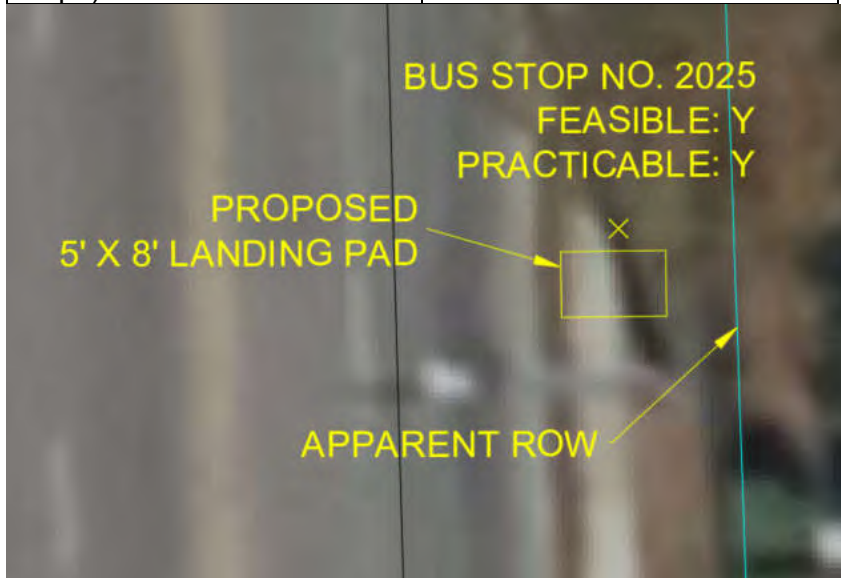 BUS STOP NO. 2025
FEASIBLE: Y
PRACTICABLE: Y
PROPOSED
5' X 8' LANDING PAD
APPARENT ROW